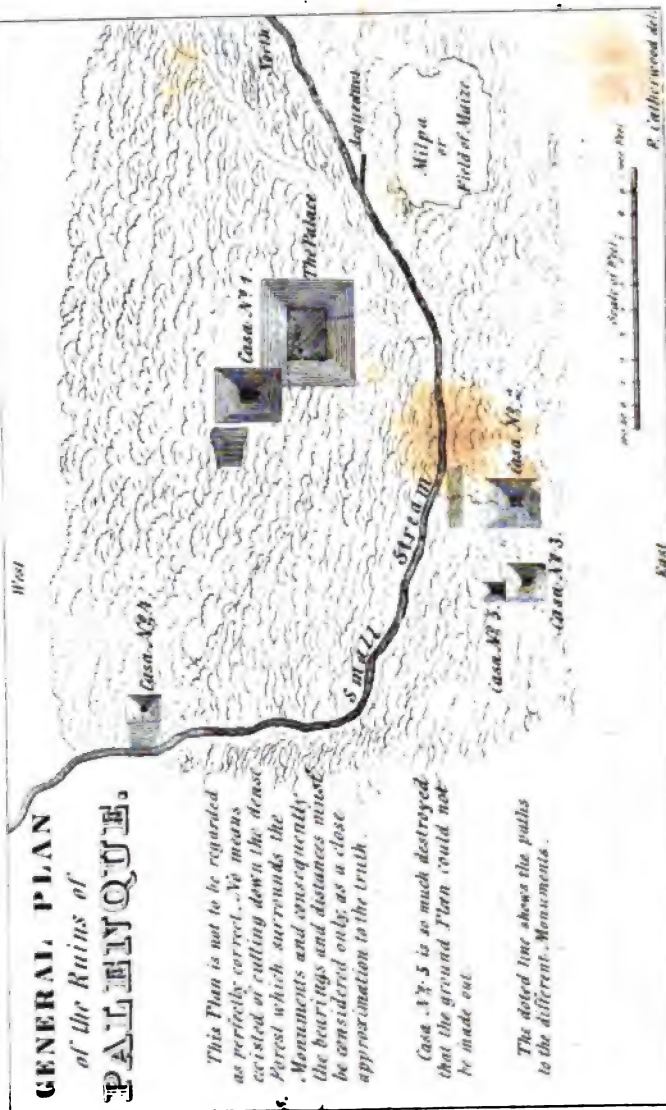 GENERAL PLAN
of the Ruins of
PALENQUE.
This Plan is not to be regarded
as perfectly correct. No means
existed of cutting down the dense
Forest which surrounds the
Monuments and consequently
the bearings and distances must
be considered only, as a close
approximation to the truth.
Casa Nº 5 is so much destroyed
that the ground Plan could not
be made out.
The doted line shews the paths
to the different Monuments.
West
North
East
Casa Nº 4
Casa Nº 1
The Palace
Aqueduct
Milpa
or
Field of Maize
Small Stream
Casa Nº 2
Casa Nº 3.
Casa Nº 5
Scale of Feet
F. Catherwood del.
s.